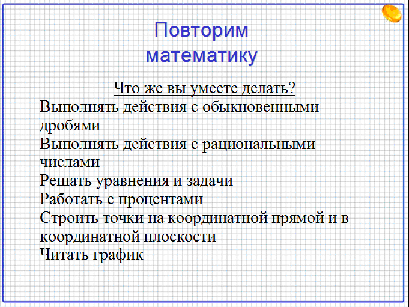 Повторим
математику
Что же вы умеете делать?
Выполнять действия с обыкновенными
дробями
Выполнять действия с рациональными
числами
Решать уравнения и задачи
Работать с процентами
Строить точки на координатной прямой и в
координатной плоскости
Читать график